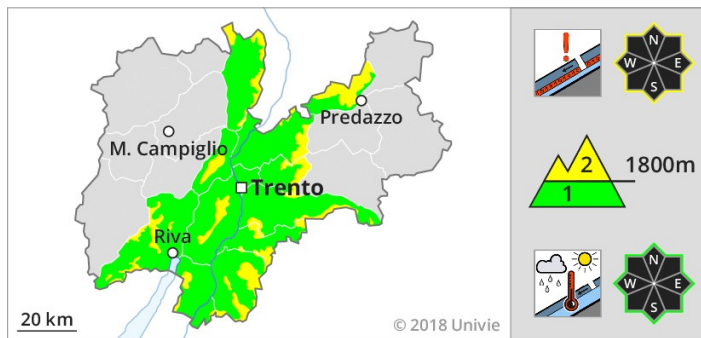 Predazzo
M. Campiglio
Trento
Riva
20 km
© 2018 Univie
!
N
W E
S
2 1800m
1
N
W E
S